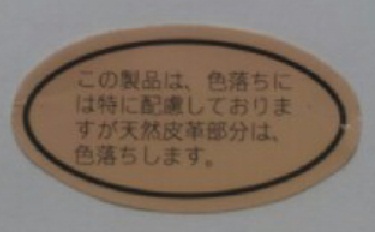 この製品は、色落ちに
は特に配慮しておりま
すが天然皮革部分は、
色落ちします。